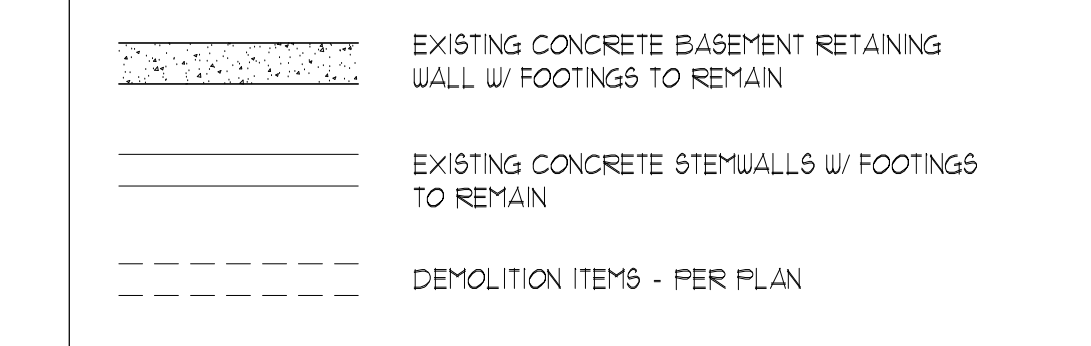 EXISTING CONCRETE BASEMENT RETAINING
WALL W/ FOOTINGS TO REMAIN
EXISTING CONCRETE STEMWALLS W/ FOOTINGS
TO REMAIN
DEMOLITION ITEMS - PER PLAN